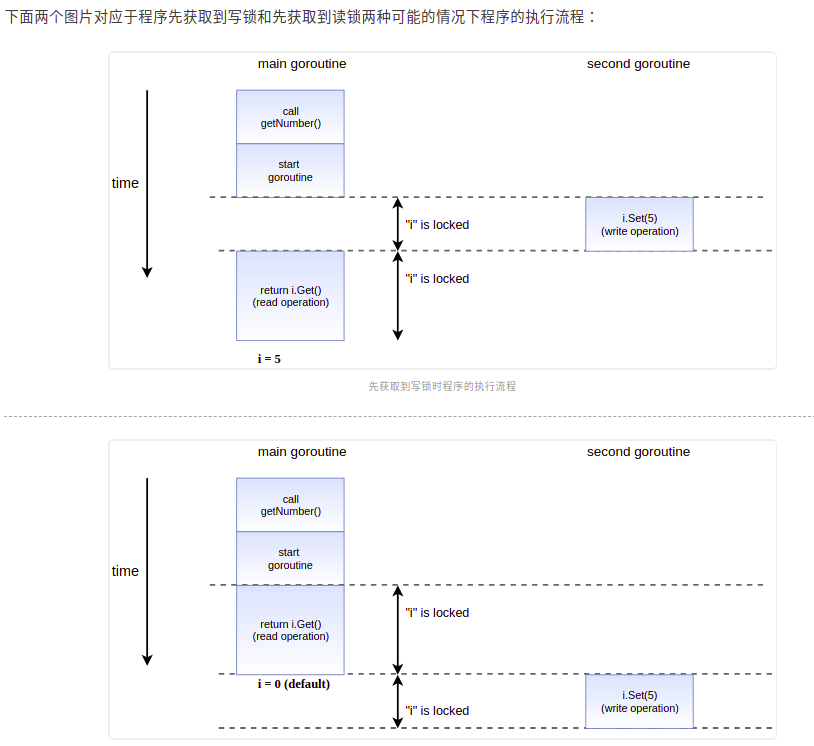 下面两个图片对应于程序先获取到写锁和先获取到读锁两种可能的情况下程序的执行流程：
main goroutine
second goroutine
call
getNumber()
start
goroutine
time
"i" is locked
i.Set(5)
(write operation)
"i" is locked
return i.Get()
(read operation)
i = 5
先获取到写锁时程序的执行流程
main goroutine
second goroutine
call
getNumber()
start
goroutine
time
"i" is locked
return i.Get()
(read operation)
i = 0 (default)
i.Set(5)
(write operation)
"i" is locked